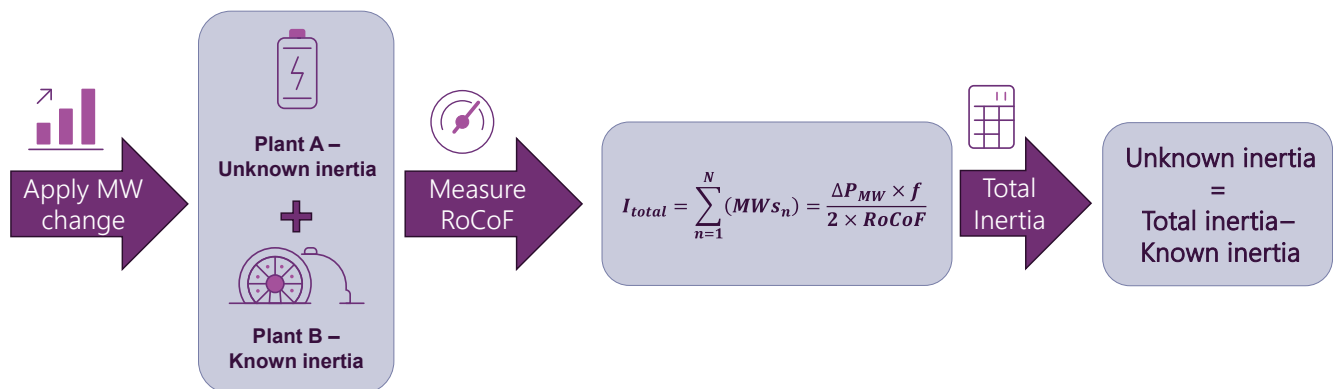 Apply MW
change
Plant A –
Unknown inertia
Plant B –
Known inertia
Measure
RoCoF
I_total = ∑_{n=1}^{N} (MWs_n) = (ΔP_MW × f) / (2 × RoCoF)
Total
Inertia
Unknown inertia
=
Total inertia–
Known inertia